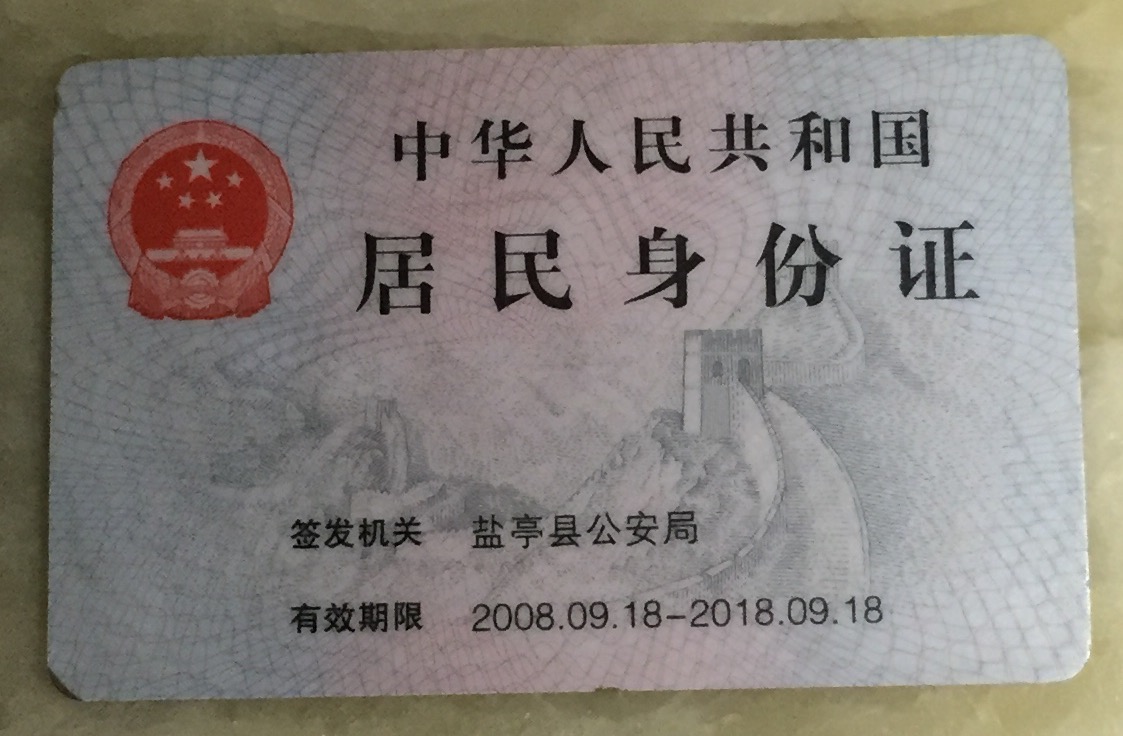 中华人民共和国
居民身份证
签发机关 盐亭县公安局
有效期限 2008.09.18-2018.09.18